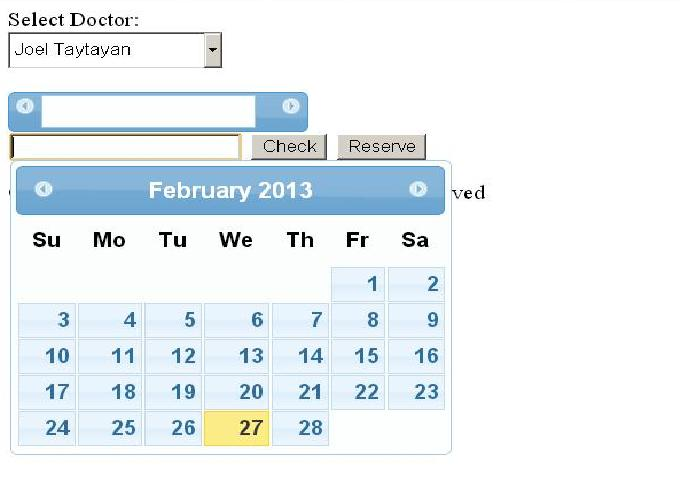 Select Doctor:
Joel Taytayan
Check Reserve
ved
February 2013
Su Mo Tu We Th Fr Sa
1 2
3 4 5 6 7 8 9
10 11 12 13 14 15 16
17 18 19 20 21 22 23
24 25 26 27 28